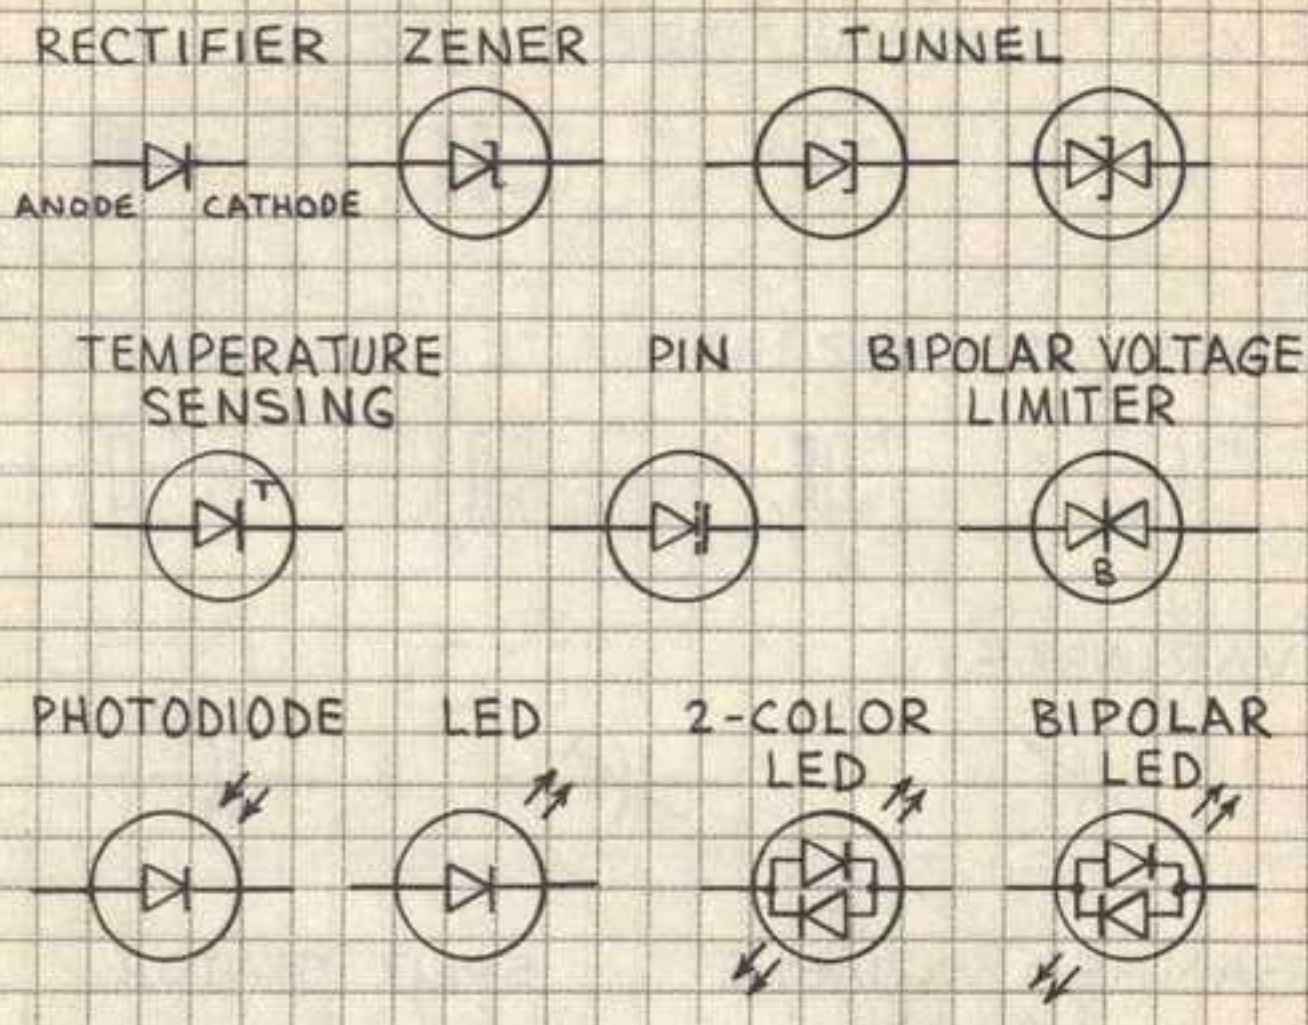 RECTIFIER
ZENER
TUNNEL
ANODE
CATHODE
TEMPERATURE
SENSING
PIN
BIPOLAR VOLTAGE
LIMITER
T
B
PHOTODIODE
LED
2-COLOR
LED
BIPOLAR
LED